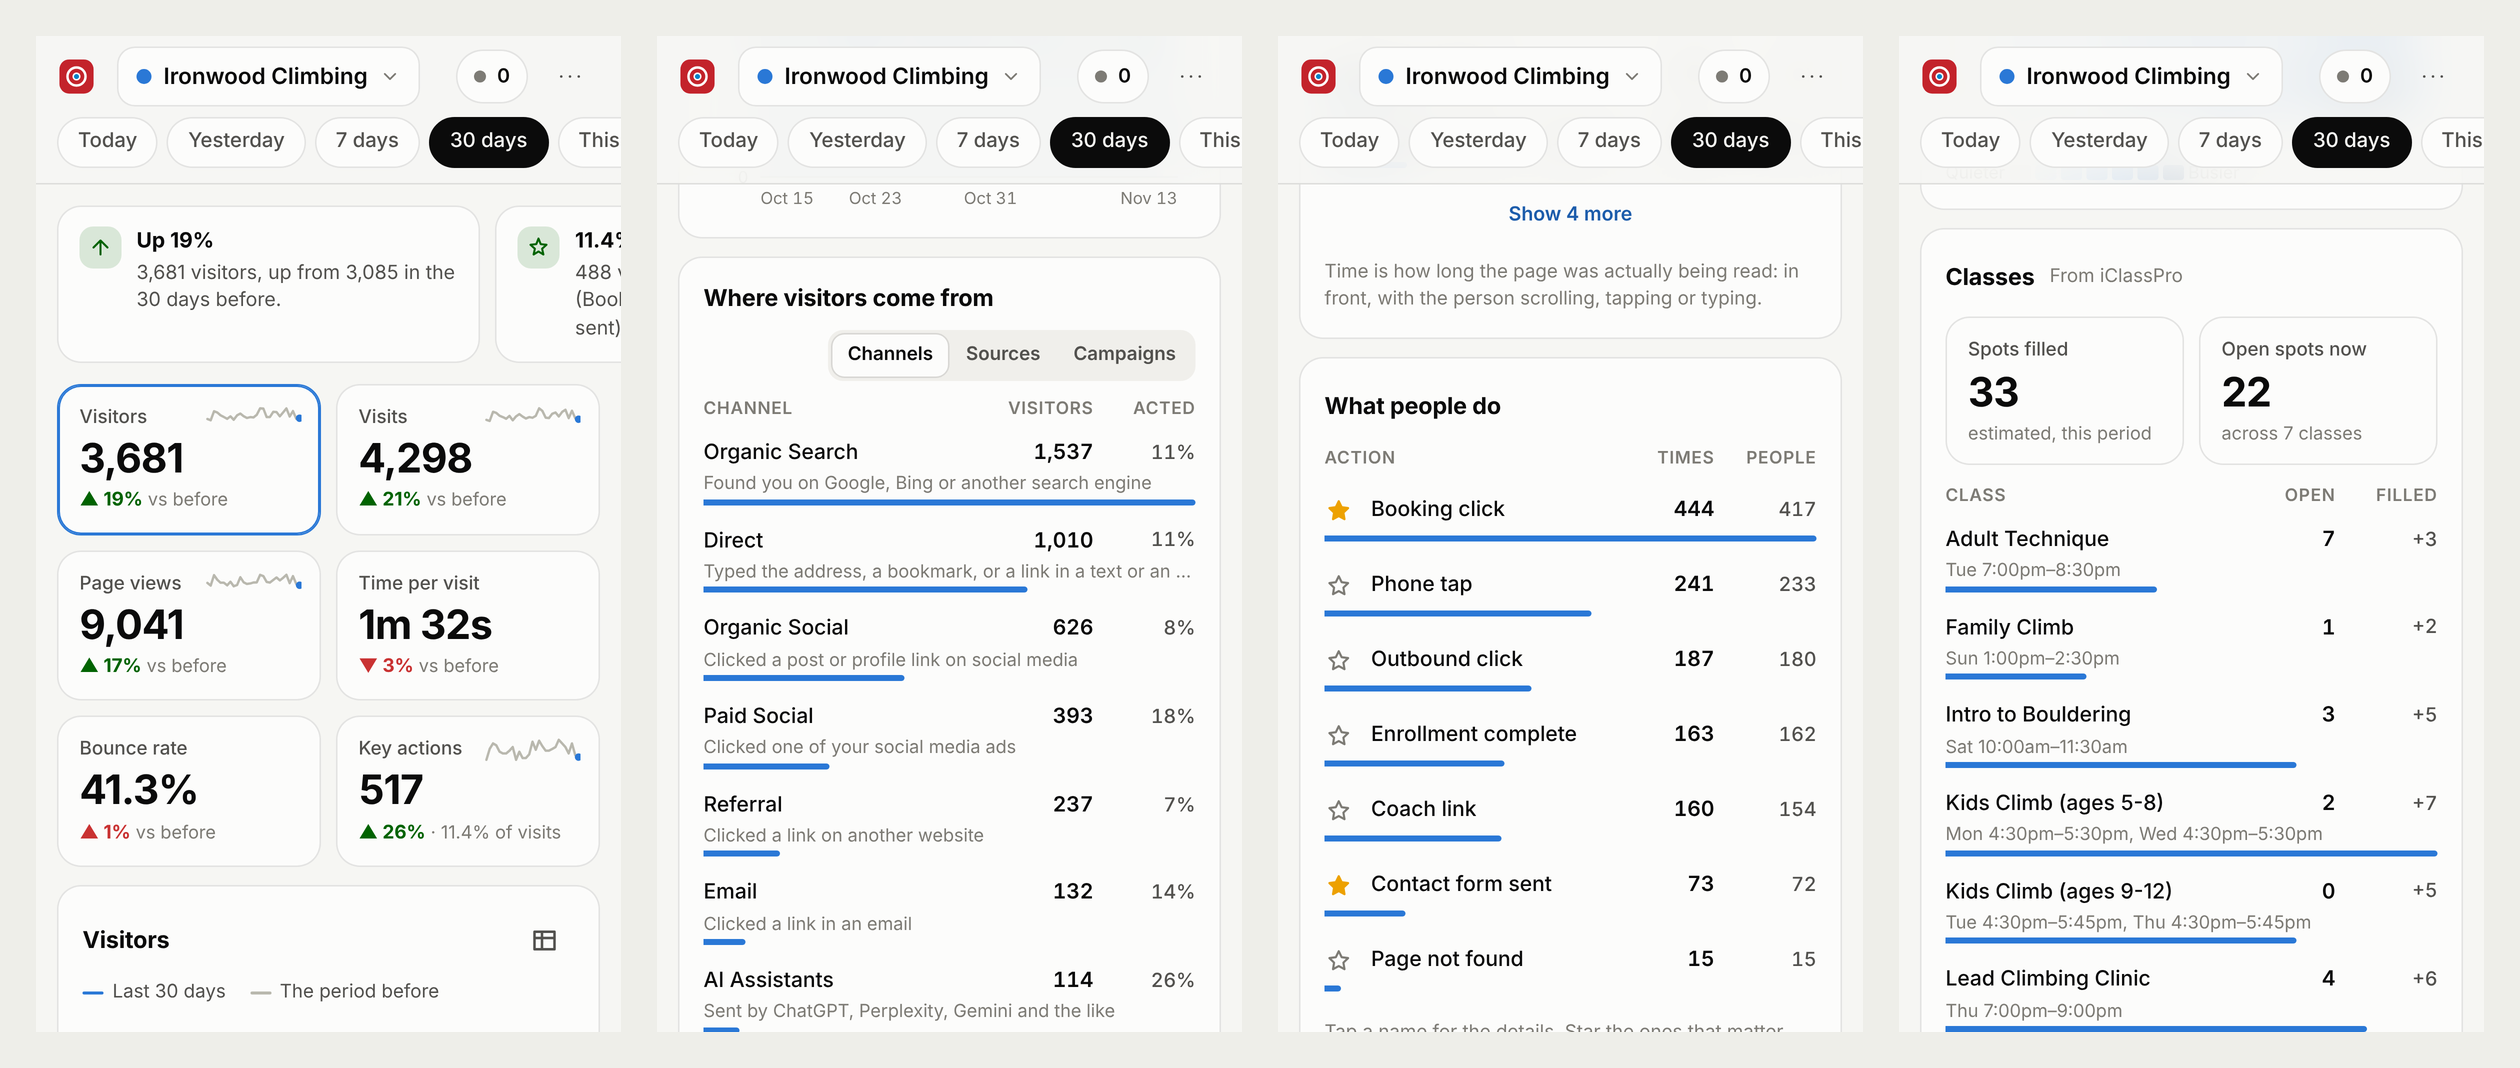 Ironwood Climbing
0
...
Today
Yesterday
7 days
30 days
This
Up 19%
3,681 visitors, up from 3,085 in the
30 days before.
11.4%
488 v
(Book
sent)
Visitors
3,681
▲ 19% vs before
Visits
4,298
▲ 21% vs before
Page views
9,041
▲ 17% vs before
Time per visit
1m 32s
▼ 3% vs before
Bounce rate
41.3%
▲ 1% vs before
Key actions
517
▲ 26% · 11.4% of visits
Visitors
Last 30 days
The period before
Ironwood Climbing
0
...
Today
Yesterday
7 days
30 days
This
Oct 15
Oct 23
Oct 31
Nov 13
Where visitors come from
Channels
Sources
Campaigns
CHANNEL VISITORS ACTED
Organic Search 1,537 11%
Found you on Google, Bing or another search engine
Direct 1,010 11%
Typed the address, a bookmark, or a link in a text or an ...
Organic Social 626 8%
Clicked a post or profile link on social media
Paid Social 393 18%
Clicked one of your social media ads
Referral 237 7%
Clicked a link on another website
Email 132 14%
Clicked a link in an email
AI Assistants 114 26%
Sent by ChatGPT, Perplexity, Gemini and the like
Ironwood Climbing
0
...
Today
Yesterday
7 days
30 days
This
Show 4 more
Time is how long the page was actually being read: in
front, with the person scrolling, tapping or typing.
What people do
ACTION TIMES PEOPLE
Booking click 444 417
Phone tap 241 233
Outbound click 187 180
Enrollment complete 163 162
Coach link 160 154
Contact form sent 73 72
Page not found 15 15
Tap a name for the details. Star the ones that matter
Ironwood Climbing
0
...
Today
Yesterday
7 days
30 days
This
Quieter
Busier
Classes
From iClassPro
Spots filled
33
estimated, this period
Open spots now
22
across 7 classes
CLASS OPEN FILLED
Adult Technique 7 +3
Tue 7:00pm–8:30pm
Family Climb 1 +2
Sun 1:00pm–2:30pm
Intro to Bouldering 3 +5
Sat 10:00am–11:30am
Kids Climb (ages 5-8) 2 +7
Mon 4:30pm–5:30pm, Wed 4:30pm–5:30pm
Kids Climb (ages 9-12) 0 +5
Tue 4:30pm–5:45pm, Thu 4:30pm–5:45pm
Lead Climbing Clinic 4 +6
Thu 7:00pm–9:00pm